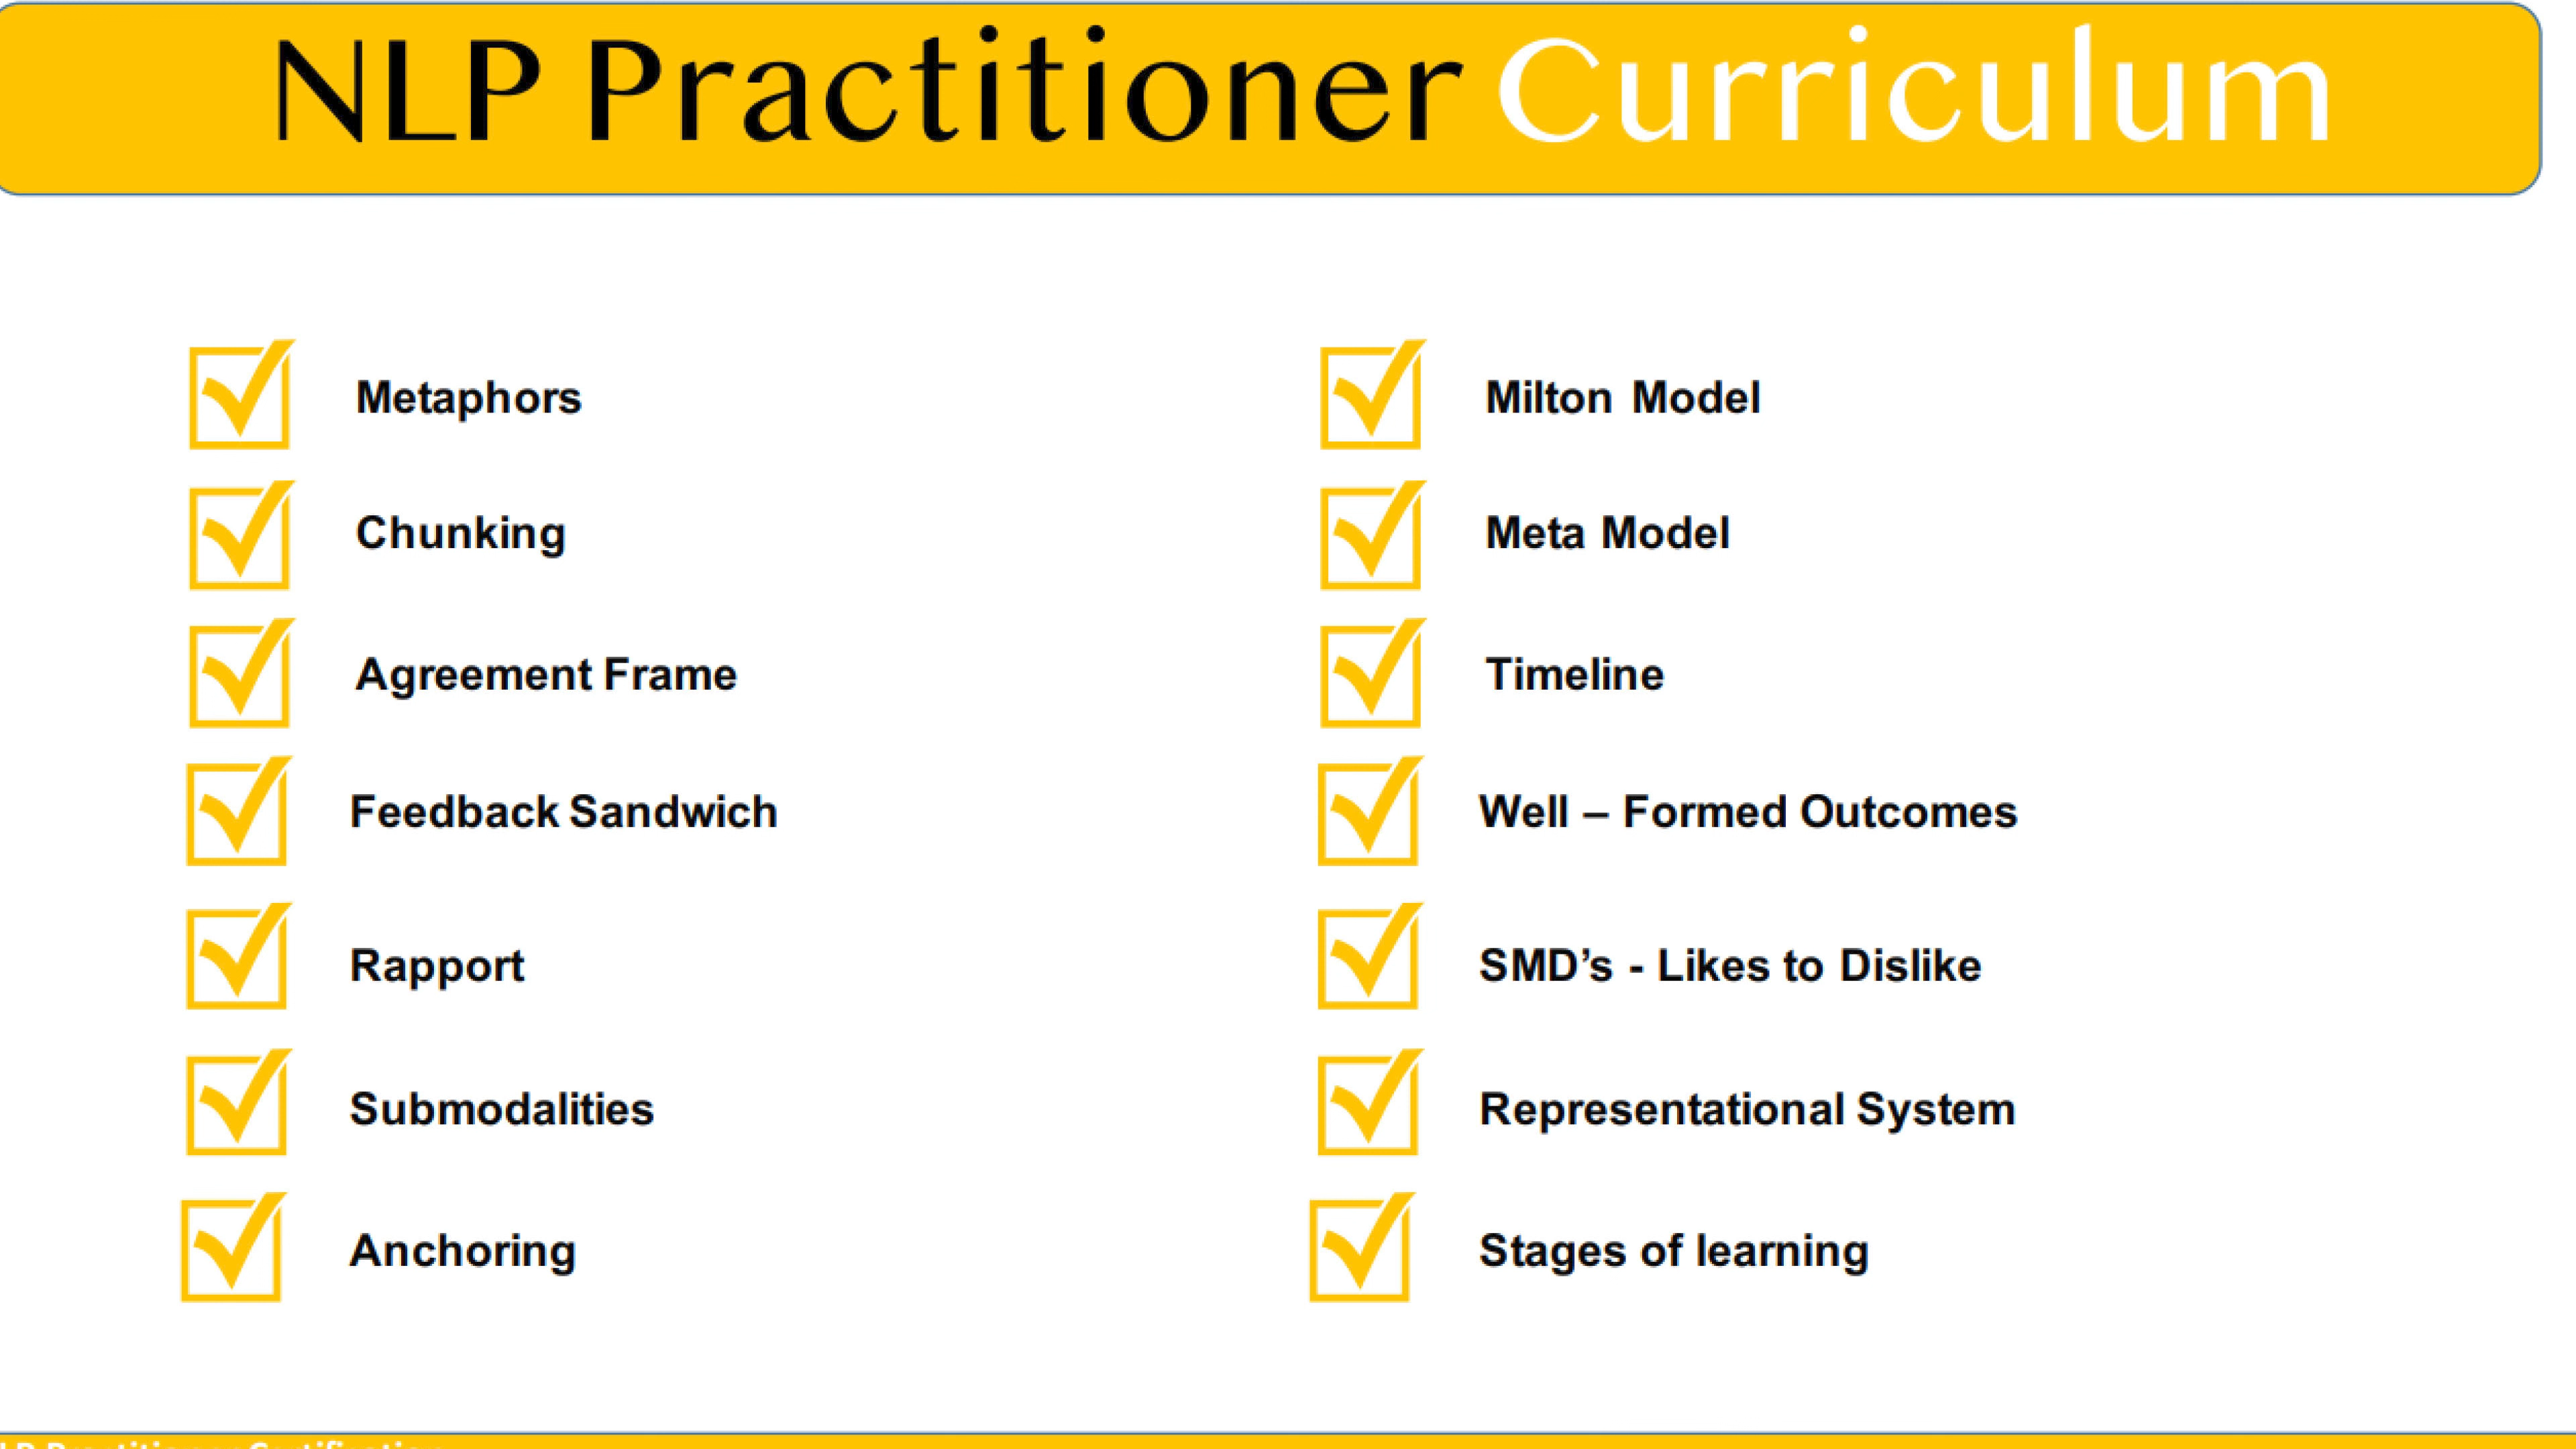 NLP Practitioner Curriculum
Metaphors
Chunking
Agreement Frame
Feedback Sandwich
Rapport
Submodalities
Anchoring
Milton Model
Meta Model
Timeline
Well – Formed Outcomes
SMD’s - Likes to Dislike
Representational System
Stages of learning